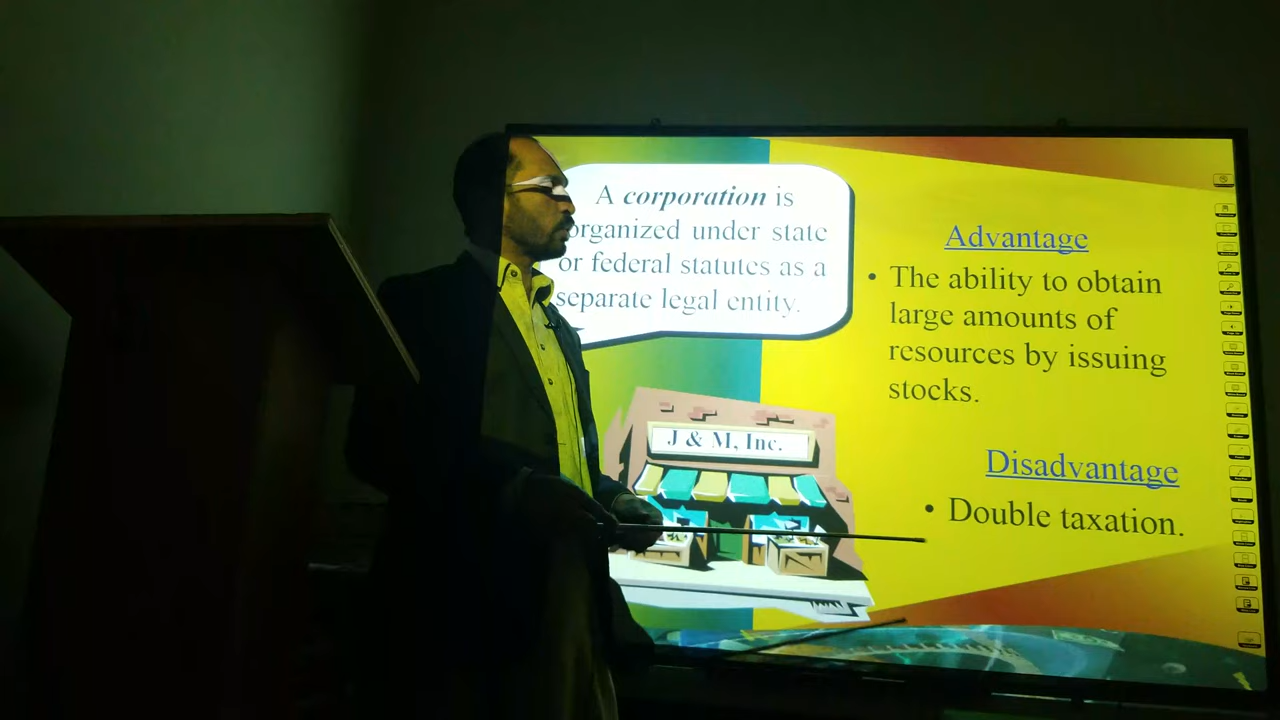 A corporation is
organized under state
or federal statutes as a
separate legal entity.
J & M, Inc.
Advantage
• The ability to obtain
large amounts of
resources by issuing
stocks.
Disadvantage
• Double taxation.